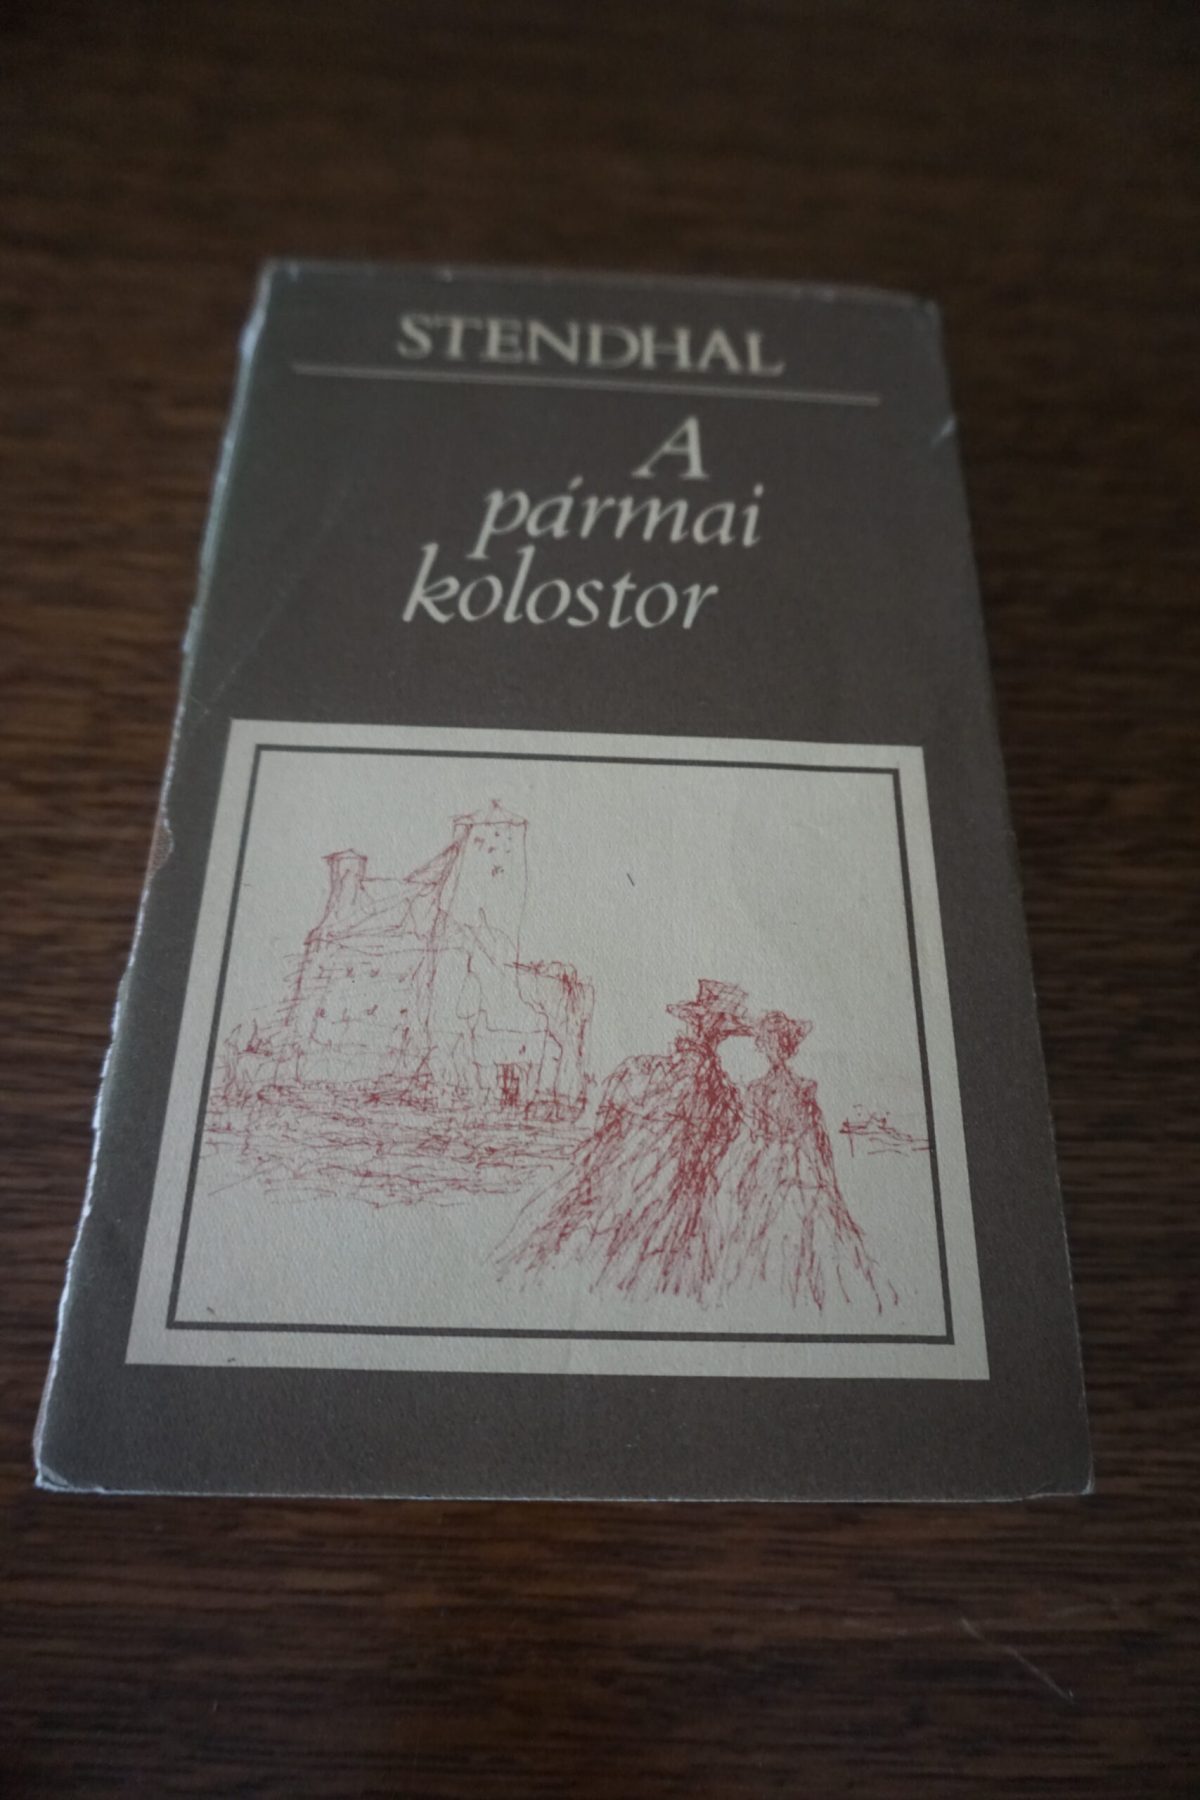 STENDHAL
A
pármai
kolostor